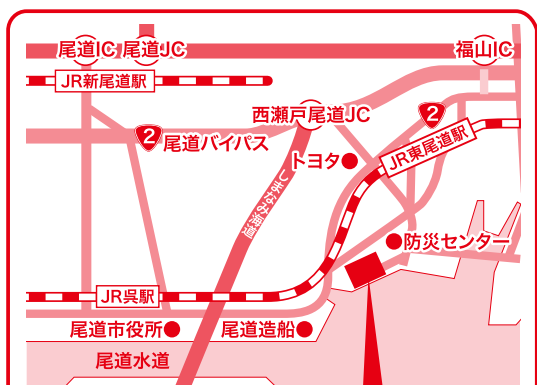 尾道IC
尾道JC
福山IC
JR新尾道駅
西瀬戸尾道JC
2
2
尾道バイパス
JR東尾道駅
トヨタ
しまなみ海道
防災センター
JR呉駅
尾道市役所
尾道造船
尾道水道